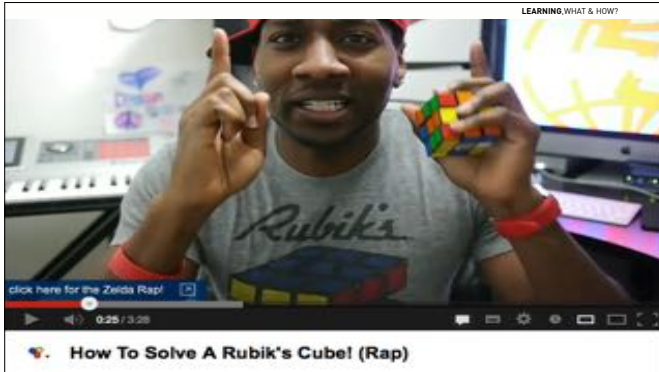 LEARNING,WHAT & HOW?
Rubik's
click here for the Zelda Rap!
0:25 / 3:28
How To Solve A Rubik's Cube! (Rap)